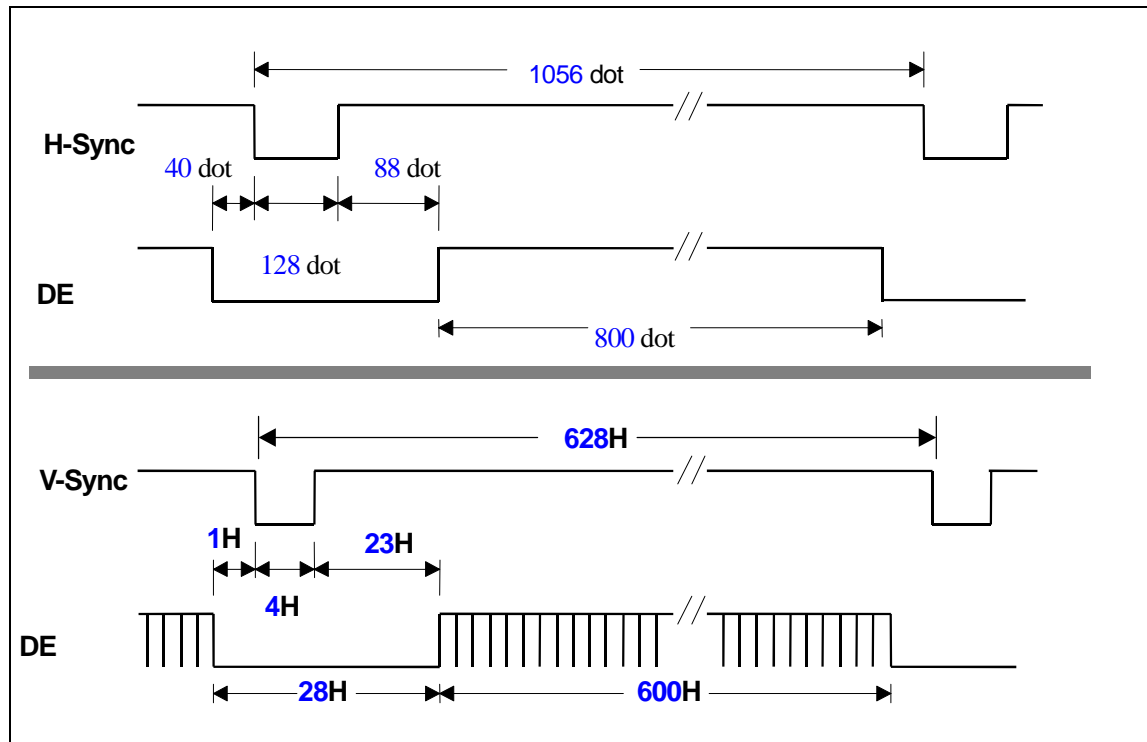 1056 dot
H-Sync
40 dot
88 dot
128 dot
DE
800 dot
628H
V-Sync
1H
23H
4H
DE
28H
600H